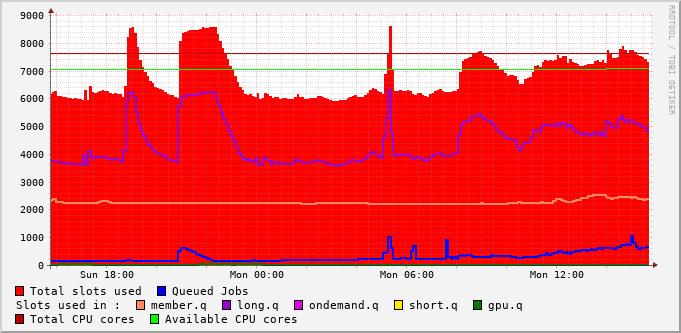 RRDTOOL / TOBI OETIKER
9000
8000
7000
6000
5000
4000
3000
2000
1000
0
Sun 18:00 Mon 00:00 Mon 06:00 Mon 12:00
Total slots used Queued Jobs
Slots used in : member.q long.q ondemand.q short.q gpu.q
Total CPU cores Available CPU cores